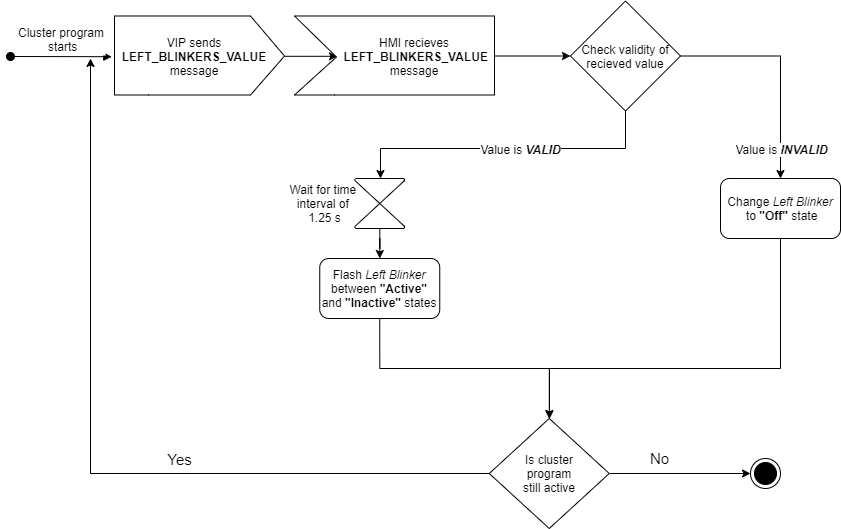 Cluster program
starts
VIP sends
LEFT_BLINKERS_VALUE
message
HMI recieves
LEFT_BLINKERS_VALUE
message
Check validity of
recieved value
Value is VALID
Value is INVALID
Wait for time
interval of
1.25 s
Change Left Blinker
to "Off" state
Flash Left Blinker
between "Active"
and "Inactive" states
Is cluster
program
still active
Yes
No